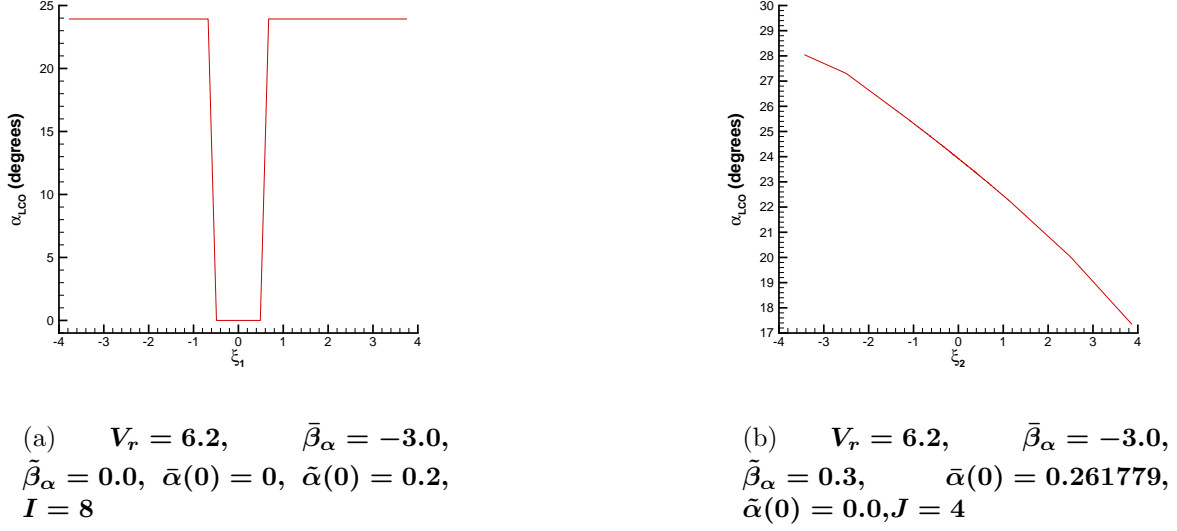 25
20
15
10
5
0
α_LCO (degrees)
-4 -3 -2 -1 0 1 2 3 4
ξ_1
30
29
28
27
26
25
24
23
22
21
20
19
18
17
α_LCO (degrees)
-4 -3 -2 -1 0 1 2 3 4
ξ_2
(a) V_r = 6.2, β̄_α = −3.0,
β̃_α = 0.0, ᾱ(0) = 0, α̃(0) = 0.2,
I = 8
(b) V_r = 6.2, β̄_α = −3.0,
β̃_α = 0.3, ᾱ(0) = 0.261779,
α̃(0) = 0.0,J = 4